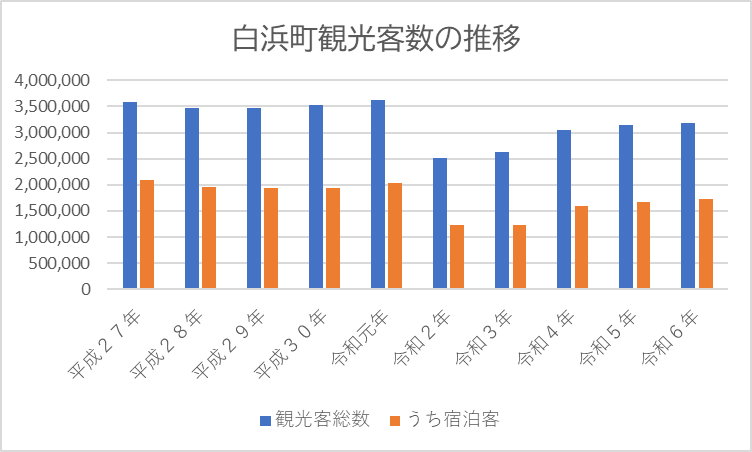 白浜町観光客数の推移
4,000,000
3,500,000
3,000,000
2,500,000
2,000,000
1,500,000
1,000,000
500,000
0
平成２７年
平成２８年
平成２９年
平成３０年
令和元年
令和２年
令和３年
令和４年
令和５年
令和６年
観光客総数 うち宿泊客